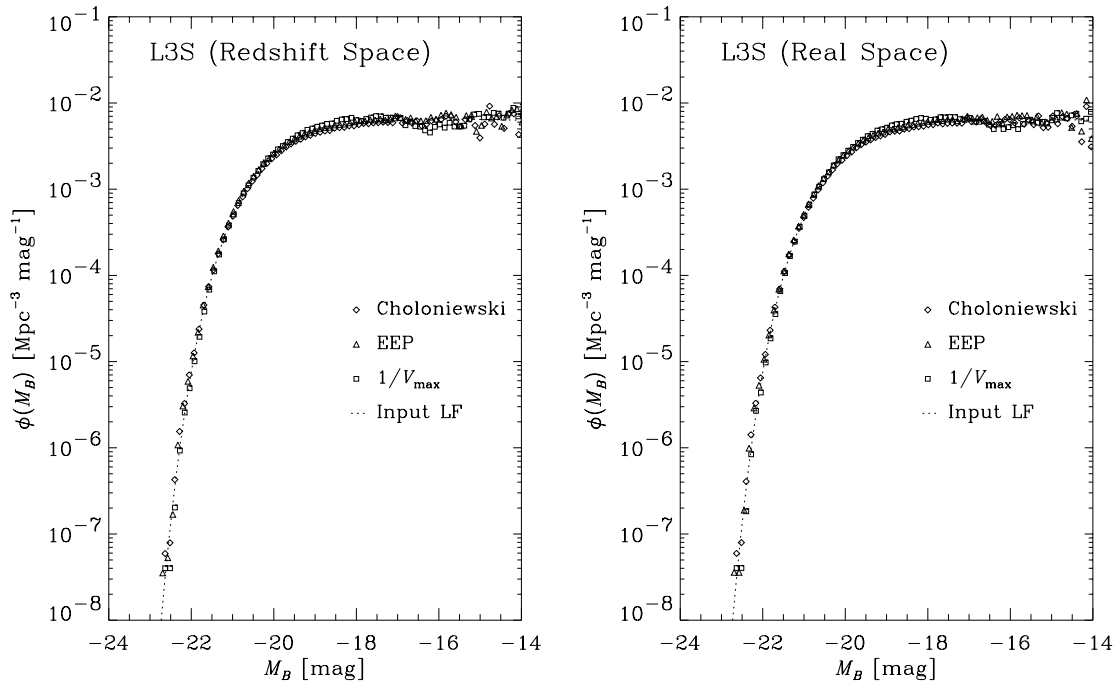 L3S (Redshift Space)
10⁻¹
10⁻²
10⁻³
10⁻⁴
10⁻⁵
10⁻⁶
10⁻⁷
10⁻⁸
ϕ(M_B) [Mpc⁻³ mag⁻¹]
Choloniewski
EEP
1/V_max
Input LF
−24 −22 −20 −18 −16 −14
M_B [mag]
L3S (Real Space)
10⁻¹
10⁻²
10⁻³
10⁻⁴
10⁻⁵
10⁻⁶
10⁻⁷
10⁻⁸
ϕ(M_B) [Mpc⁻³ mag⁻¹]
Choloniewski
EEP
1/V_max
Input LF
−24 −22 −20 −18 −16 −14
M_B [mag]